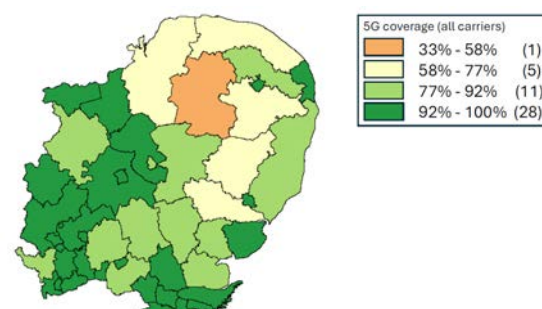 5G coverage (all carriers)
33% - 58% (1)
58% - 77% (5)
77% - 92% (11)
92% - 100% (28)